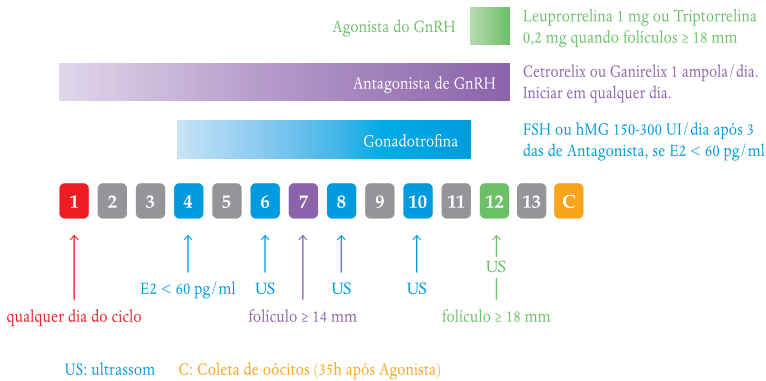 Agonista do GnRH
Leuprorrelina 1 mg ou Triptorrelina
0,2 mg quando folículos ≥ 18 mm
Antagonista de GnRH
Cetrorelix ou Ganirelix 1 ampola/dia.
Iniciar em qualquer dia.
Gonadotrofina
FSH ou hMG 150-300 UI/dia após 3
das de Antagonista, se E2 < 60 pg/ml
1 2 3 4 5 6 7 8 9 10 11 12 13 C
US
E2 < 60 pg/ml US US US
qualquer dia do ciclo folículo ≥ 14 mm folículo ≥ 18 mm
US: ultrassom C: Coleta de oócitos (35h após Agonista)